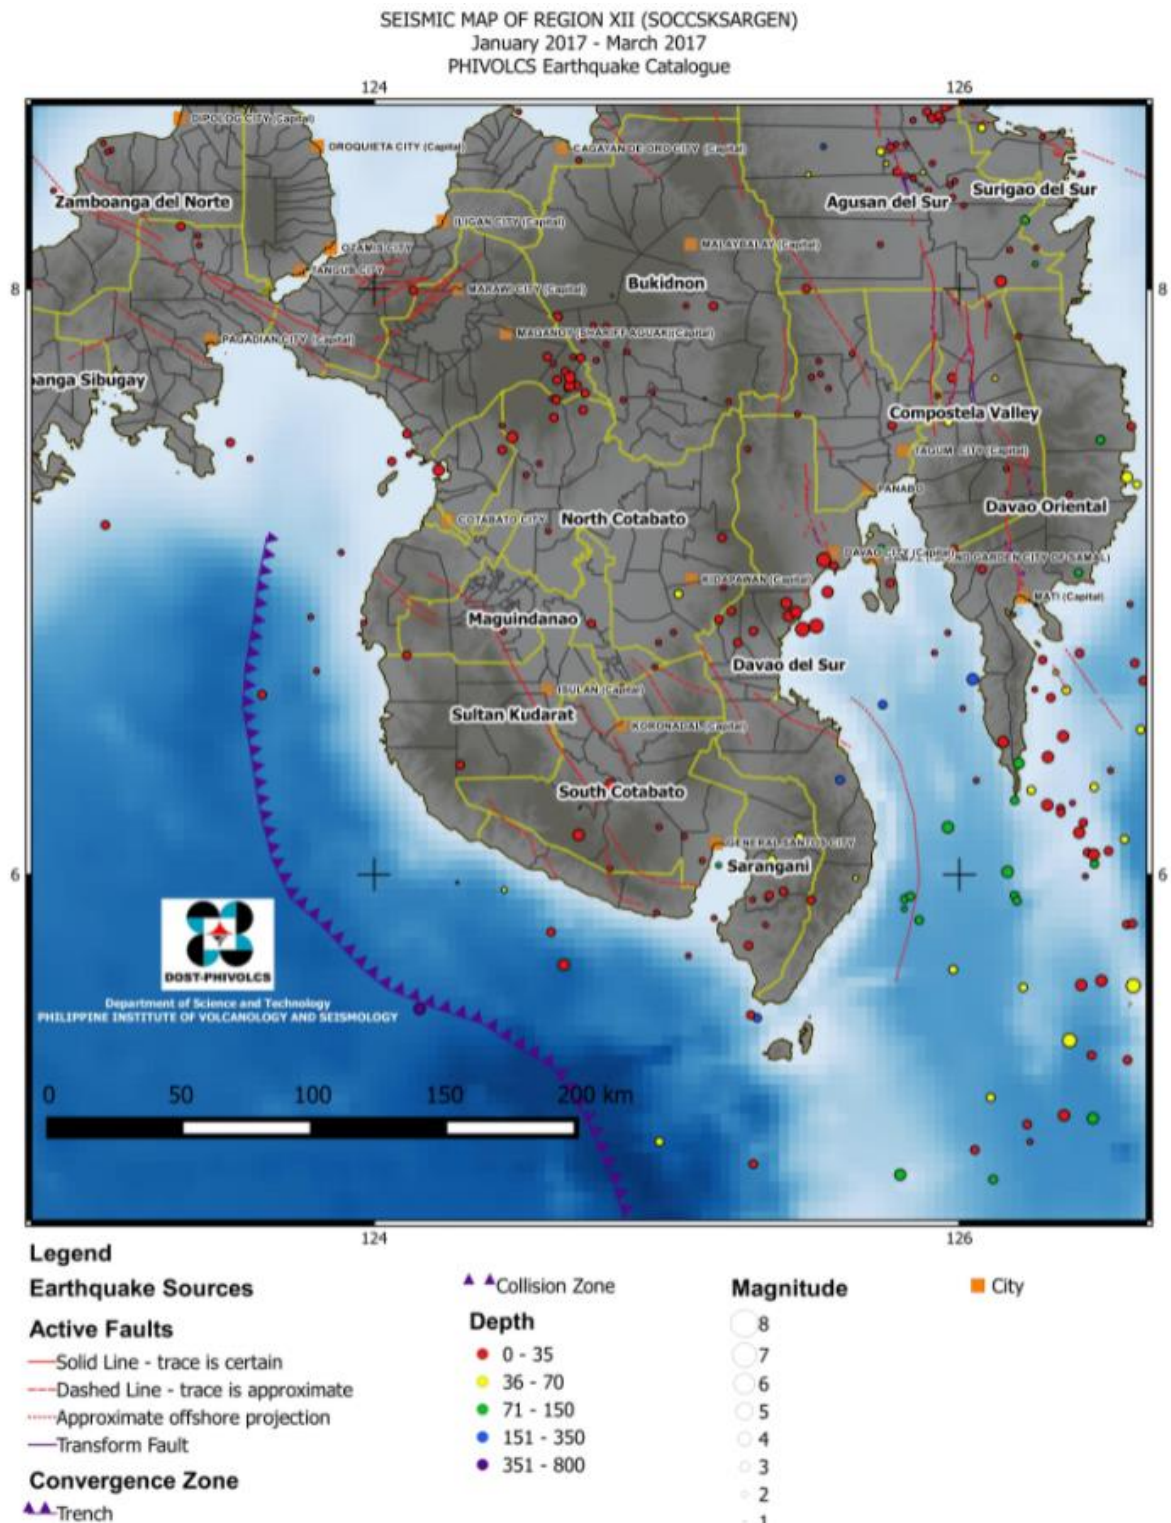 SEISMIC MAP OF REGION XII (SOCCSKSARGEN)
January 2017 - March 2017
PHIVOLCS Earthquake Catalogue
124
126
DIPOLOG CITY (Capital)
OROQUIETA CITY (Capital)
CAGAYAN DE ORO CITY (Capital)
Zamboanga del Norte
Surigao del Sur
Agusan del Sur
ILIGAN CITY (Capital)
OZAMIS CITY
MALAYBALAY (Capital)
TANGUB CITY
Bukidnon
8
8
MARAWI CITY (Capital)
PAGADIAN CITY (Capital)
MAGANOY (SHARIFF AGUAK)(Capital)
anga Sibugay
Compostela Valley
TAGUM CITY (Capital)
PANABO
Davao Oriental
COTABATO CITY
North Cotabato
DAVAO CITY (Capital)
GARDEN CITY OF SAMAL)
KIDAPAWAN (Capital)
MATI (Capital)
Maguindanao
Davao del Sur
ISULAN (Capital)
Sultan Kudarat
KORONADAL (Capital)
South Cotabato
GENERAL SANTOS CITY
Sarangani
6
6
DOST-PHIVOLCS
Department of Science and Technology
PHILIPPINE INSTITUTE OF VOLCANOLOGY AND SEISMOLOGY
0 50 100 150 200 km
124
126
Legend
Earthquake Sources
Active Faults
Solid Line - trace is certain
Dashed Line - trace is approximate
Approximate offshore projection
Transform Fault
Convergence Zone
Trench
Collision Zone
Depth
0 - 35
36 - 70
71 - 150
151 - 350
351 - 800
Magnitude
8
7
6
5
4
3
2
1
City